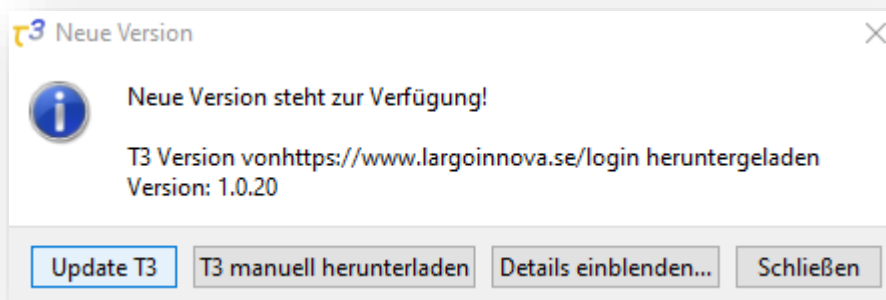 τ3 Neue Version
Neue Version steht zur Verfügung!
T3 Version vonhttps://www.largoinnova.se/login heruntergeladen
Version: 1.0.20
Update T3 T3 manuell herunterladen Details einblenden... Schließen